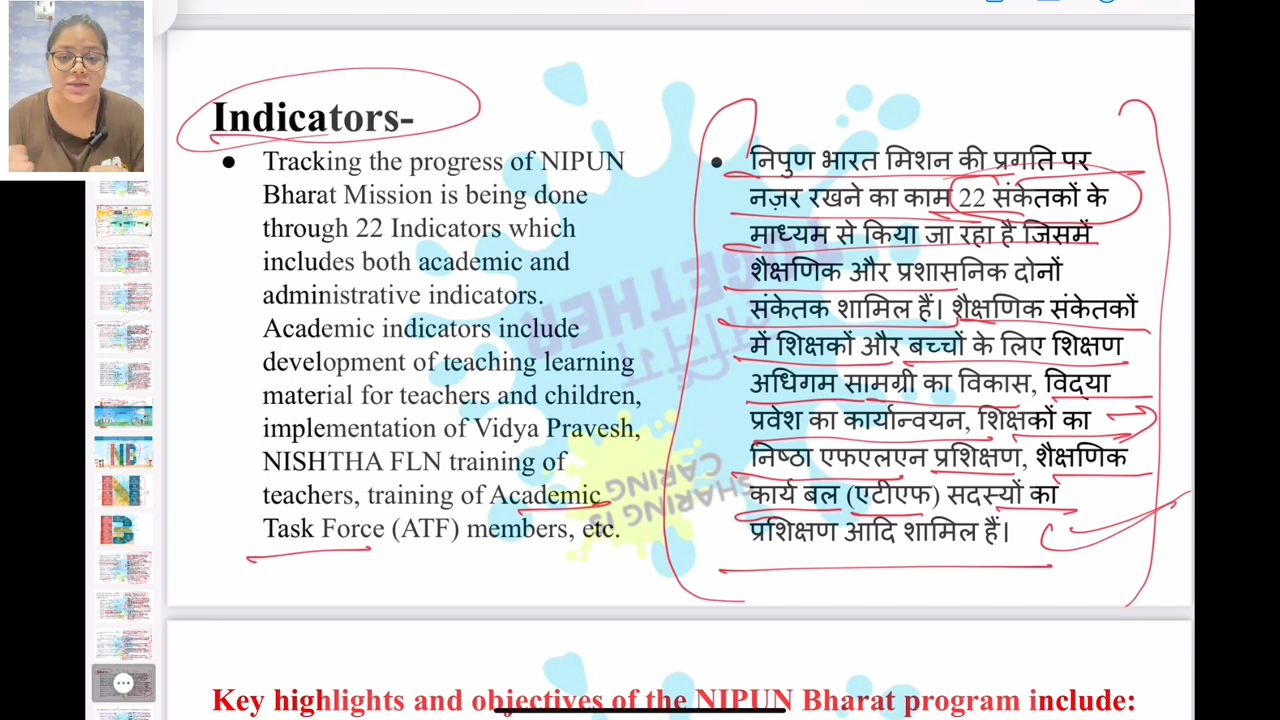 Indicators-
● Tracking the progress of NIPUN
Bharat Mission is being done
through 22 Indicators which
includes both academic and
administrative indicators.
Academic indicators include
development of teaching learning
material for teachers and children,
implementation of Vidya Pravesh,
NISHTHA FLN training of
teachers, training of Academic
Task Force (ATF) members, etc.
● निपुण भारत मिशन की प्रगति पर
नज़र रखने का काम 22 संकेतकों के
माध्यम से किया जा रहा है जिसमें
शैक्षणिक और प्रशासनिक दोनों
संकेतक शामिल हैं। शैक्षणिक संकेतकों
में शिक्षकों और बच्चों के लिए शिक्षण
अधिगम सामग्री का विकास, विद्या
प्रवेश का कार्यान्वयन, शिक्षकों का
निष्ठा एफएलएन प्रशिक्षण, शैक्षणिक
कार्य बल (एटीएफ) सदस्यों का
प्रशिक्षण आदि शामिल हैं।
SHARING IS
CARING
Key highlights and objectives of the NIPUN Bharat program include: